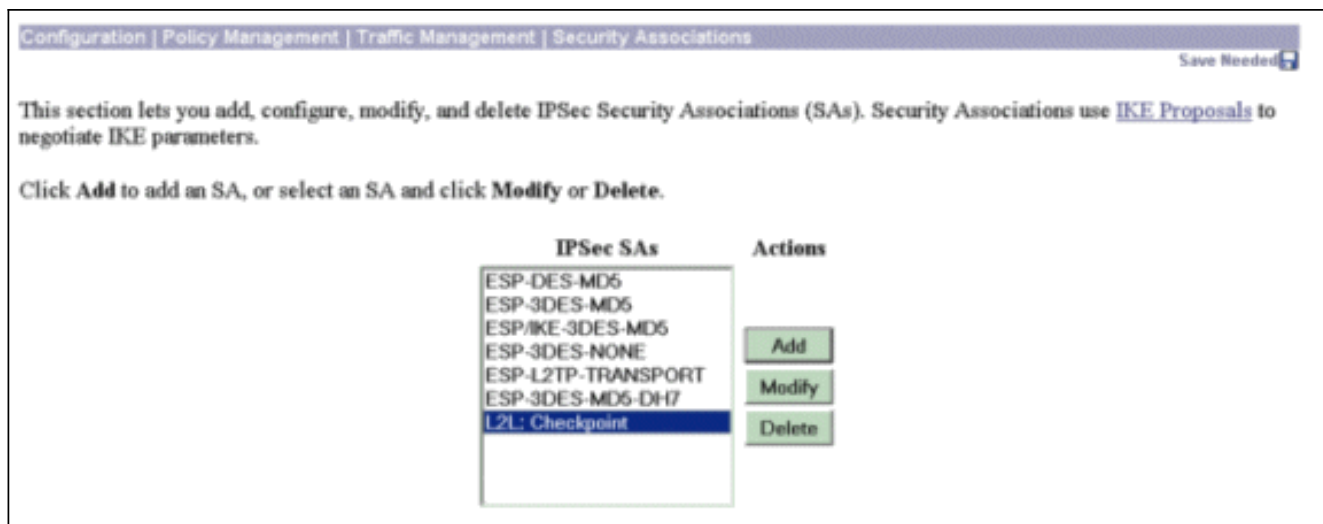 Configuration | Policy Management | Traffic Management | Security Associations
Save Needed
This section lets you add, configure, modify, and delete IPSec Security Associations (SAs). Security Associations use IKE Proposals to
negotiate IKE parameters.
Click Add to add an SA, or select an SA and click Modify or Delete.
IPSec SAs Actions
ESP-DES-MD5
ESP-3DES-MD5
ESP/IKE-3DES-MD5
ESP-3DES-NONE
ESP-L2TP-TRANSPORT
ESP-3DES-MD5-DH7
L2L: Checkpoint
Add
Modify
Delete